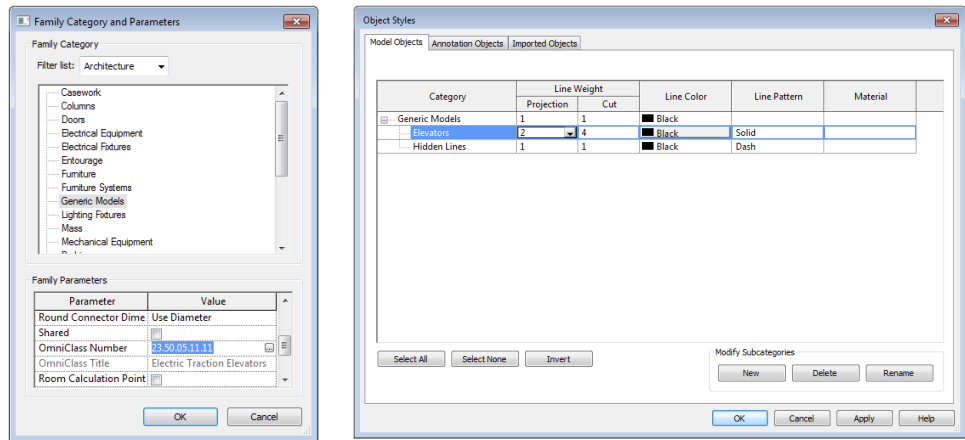 Family Category and Parameters
Family Category
Filter list: Architecture
Casework
Columns
Doors
Electrical Equipment
Electrical Fixtures
Entourage
Furniture
Furniture Systems
Generic Models
Lighting Fixtures
Mass
Mechanical Equipment
Family Parameters
Parameter Value
Round Connector Dime Use Diameter
Shared
OmniClass Number 23.50.05.11.11
OmniClass Title Electric Traction Elevators
Room Calculation Point
OK Cancel
Object Styles
Model Objects Annotation Objects Imported Objects
Category Line Weight Line Color Line Pattern Material
Projection Cut
Generic Models 1 1 Black
Elevators 2 4 Black Solid
Hidden Lines 1 1 Black Dash
Select All Select None Invert
Modify Subcategories
New Delete Rename
OK Cancel Apply Help